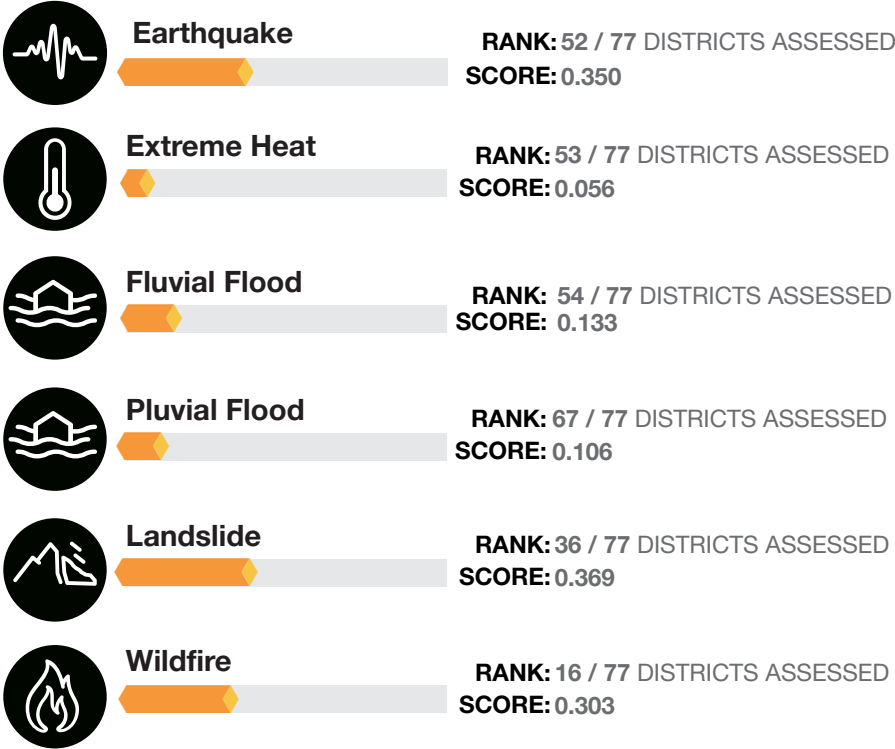 Earthquake
RANK: 52 / 77 DISTRICTS ASSESSED
SCORE: 0.350
Extreme Heat
RANK: 53 / 77 DISTRICTS ASSESSED
SCORE: 0.056
Fluvial Flood
RANK: 54 / 77 DISTRICTS ASSESSED
SCORE: 0.133
Pluvial Flood
RANK: 67 / 77 DISTRICTS ASSESSED
SCORE: 0.106
Landslide
RANK: 36 / 77 DISTRICTS ASSESSED
SCORE: 0.369
Wildfire
RANK: 16 / 77 DISTRICTS ASSESSED
SCORE: 0.303